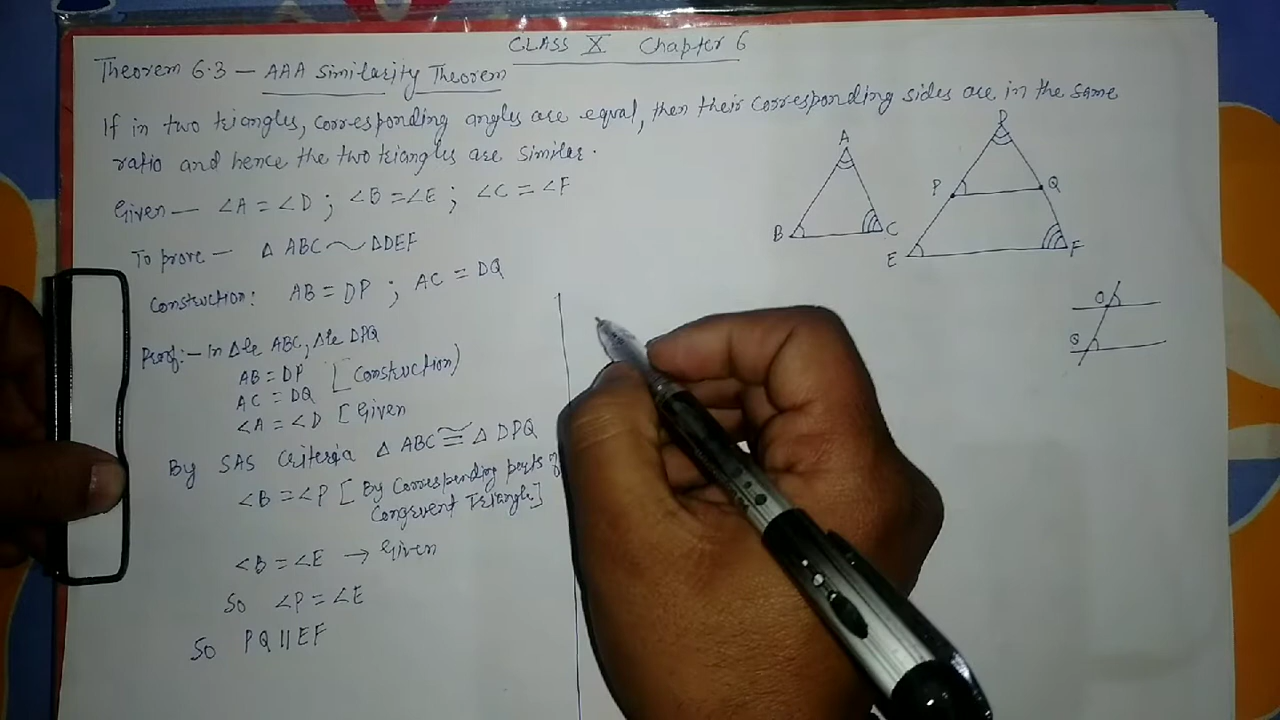 CLASS X Chapter 6
Theorem 6.3 — AAA Similarity Theorem
If in two triangles, corresponding angles are equal, then their corresponding sides are in the same
ratio and hence the two triangles are similar.
Given — ∠A = ∠D ; ∠B = ∠E ; ∠C = ∠F
To prove — Δ ABC ~ ΔDEF
Construction: AB = DP ; AC = DQ
Proof:- In Δle ABC, Δle DPQ
AB = DP [Construction)
AC = DQ
∠A = ∠D [Given
By SAS Criteria Δ ABC ≅ Δ DPQ
∠B = ∠P [By Corresponding parts of
Congruent Triangle]
∠B = ∠E → Given
So ∠P = ∠E
So PQ || EF
A
B
C
D
P
Q
E
F